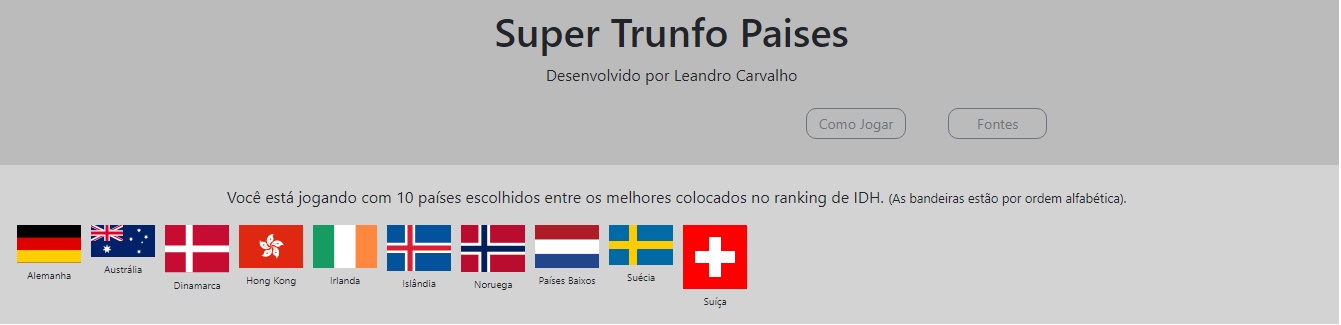 Super Trunfo Paises
Desenvolvido por Leandro Carvalho
Como Jogar
Fontes
Você está jogando com 10 países escolhidos entre os melhores colocados no ranking de IDH. (As bandeiras estão por ordem alfabética).
Alemanha
Austrália
Dinamarca
Hong Kong
Irlanda
Islândia
Noruega
Países Baixos
Suécia
Suíça